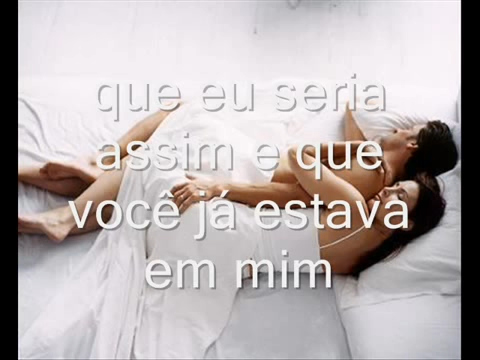 que eu seria
assim e que
você já estava
em mim